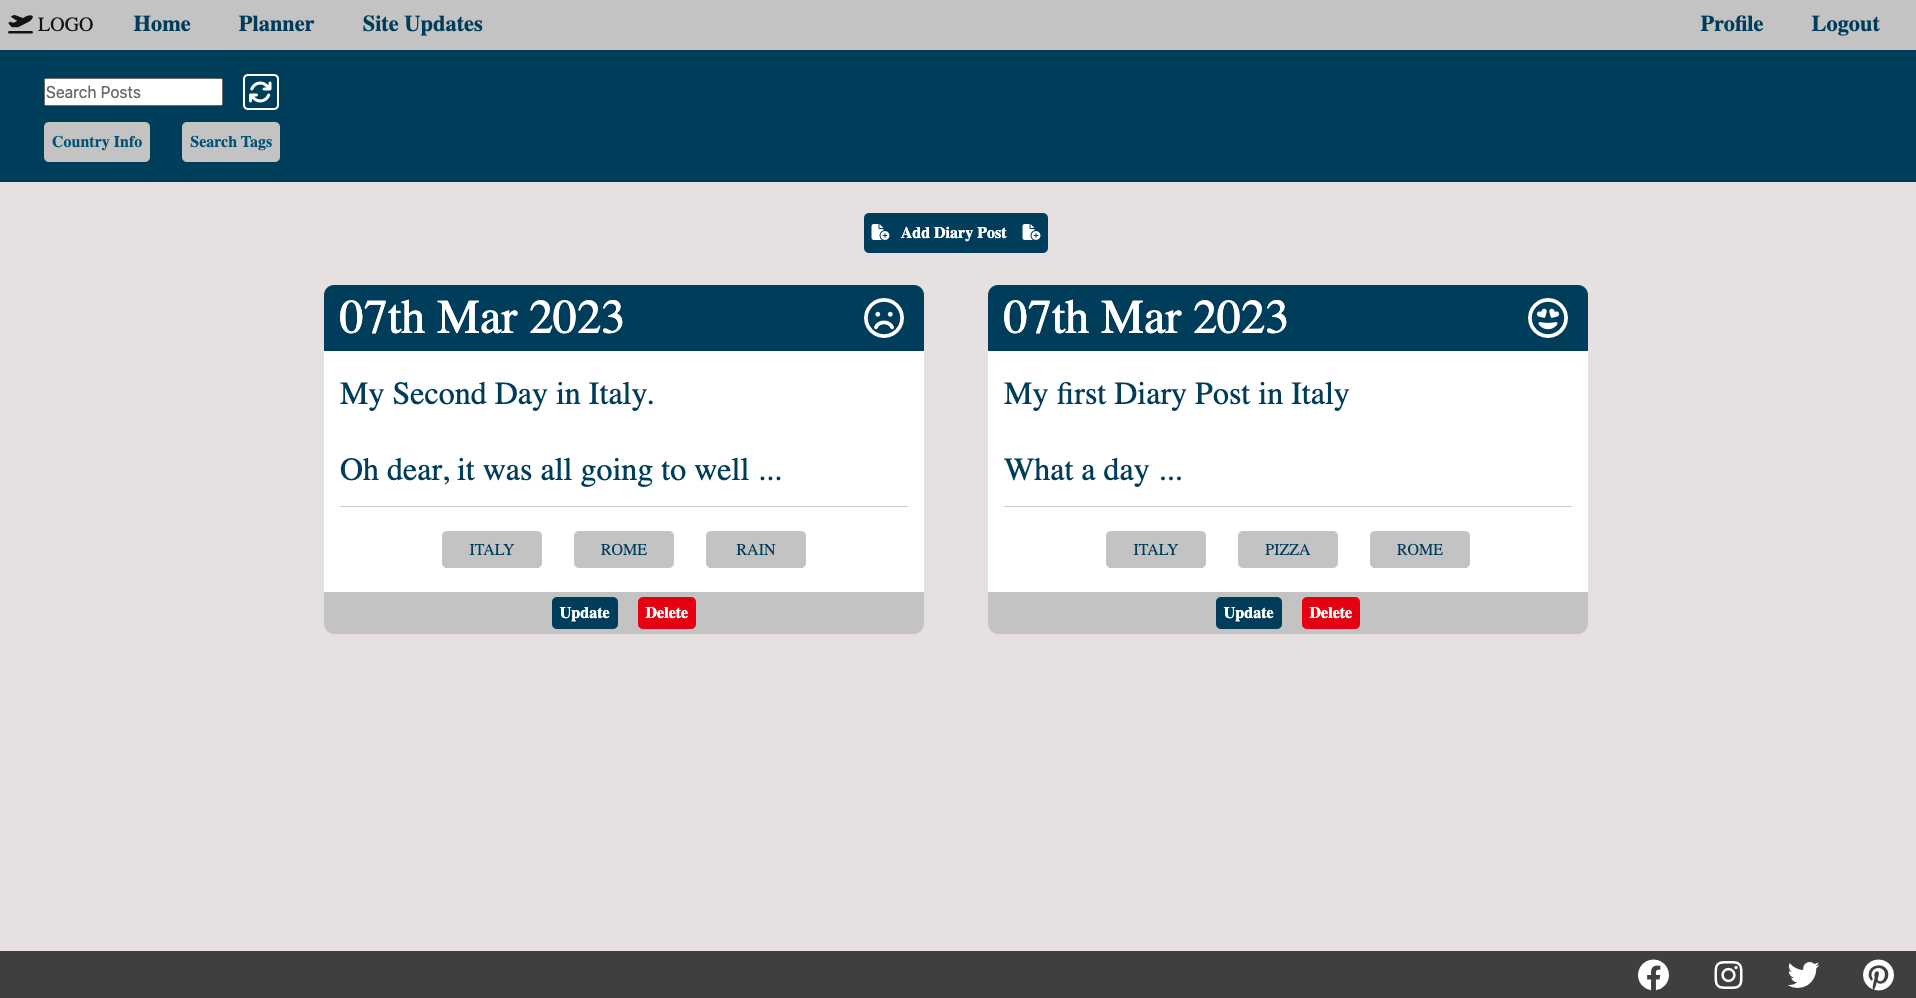 LOGO Home Planner Site Updates Profile Logout
Search Posts
Country Info Search Tags
Add Diary Post
07th Mar 2023
My Second Day in Italy.
Oh dear, it was all going to well ...
ITALY ROME RAIN
Update Delete
07th Mar 2023
My first Diary Post in Italy
What a day ...
ITALY PIZZA ROME
Update Delete